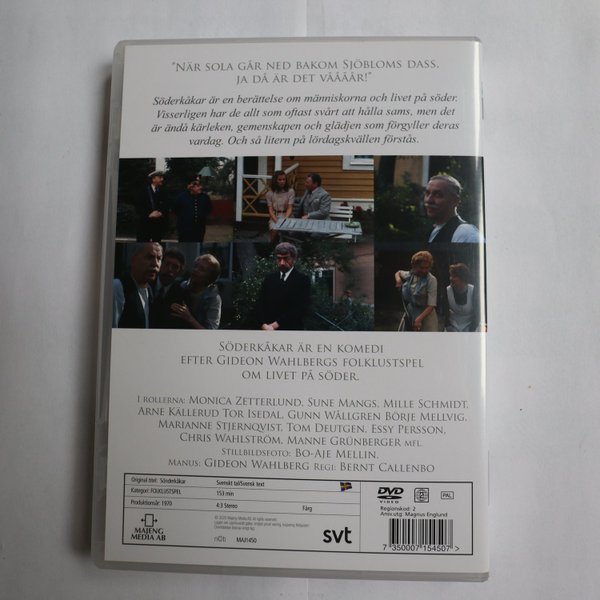 "När sola går ned bakom Sjöbloms dass,
ja då är det våååår!"
Söderkåkar är en berättelse om människorna och livet på söder.
Visserligen har de allt som oftast svårt att hålla sams, men det
är ändå kärleken, gemenskapen och glädjen som förgyller deras
vardag. Och så litern på lördagskvällen förstås.
Söderkåkar är en komedi
efter Gideon Wahlbergs folklustspel
om livet på söder.
I rollerna: Monica Zetterlund, Sune Mangs, Mille Schmidt,
Arne Källerud Tor Isedal, Gunn Wållgren Börje Mellvig,
Marianne Stjernqvist, Tom Deutgen, Essy Persson,
Chris Wahlström, Manne Grünberger mfl.
Stillbildsfoto: Bo-Aje Mellin.
Manus: Gideon Wahlberg Regi: Bernt Callenbo
Original titel: Söderkåkar
Svenskt tal/Svensk text
Kategori: FOLKLUSTSPEL
153 min
Produktionsår: 1970
4:3 Stereo
Färg
MAJENG
MEDIA AB
n©b
MAJ1450
svt
DVD
VIDEO
2
PAL
Regionskod: 2
Ansv.utg: Magnus Englund
7 350007 154507 >